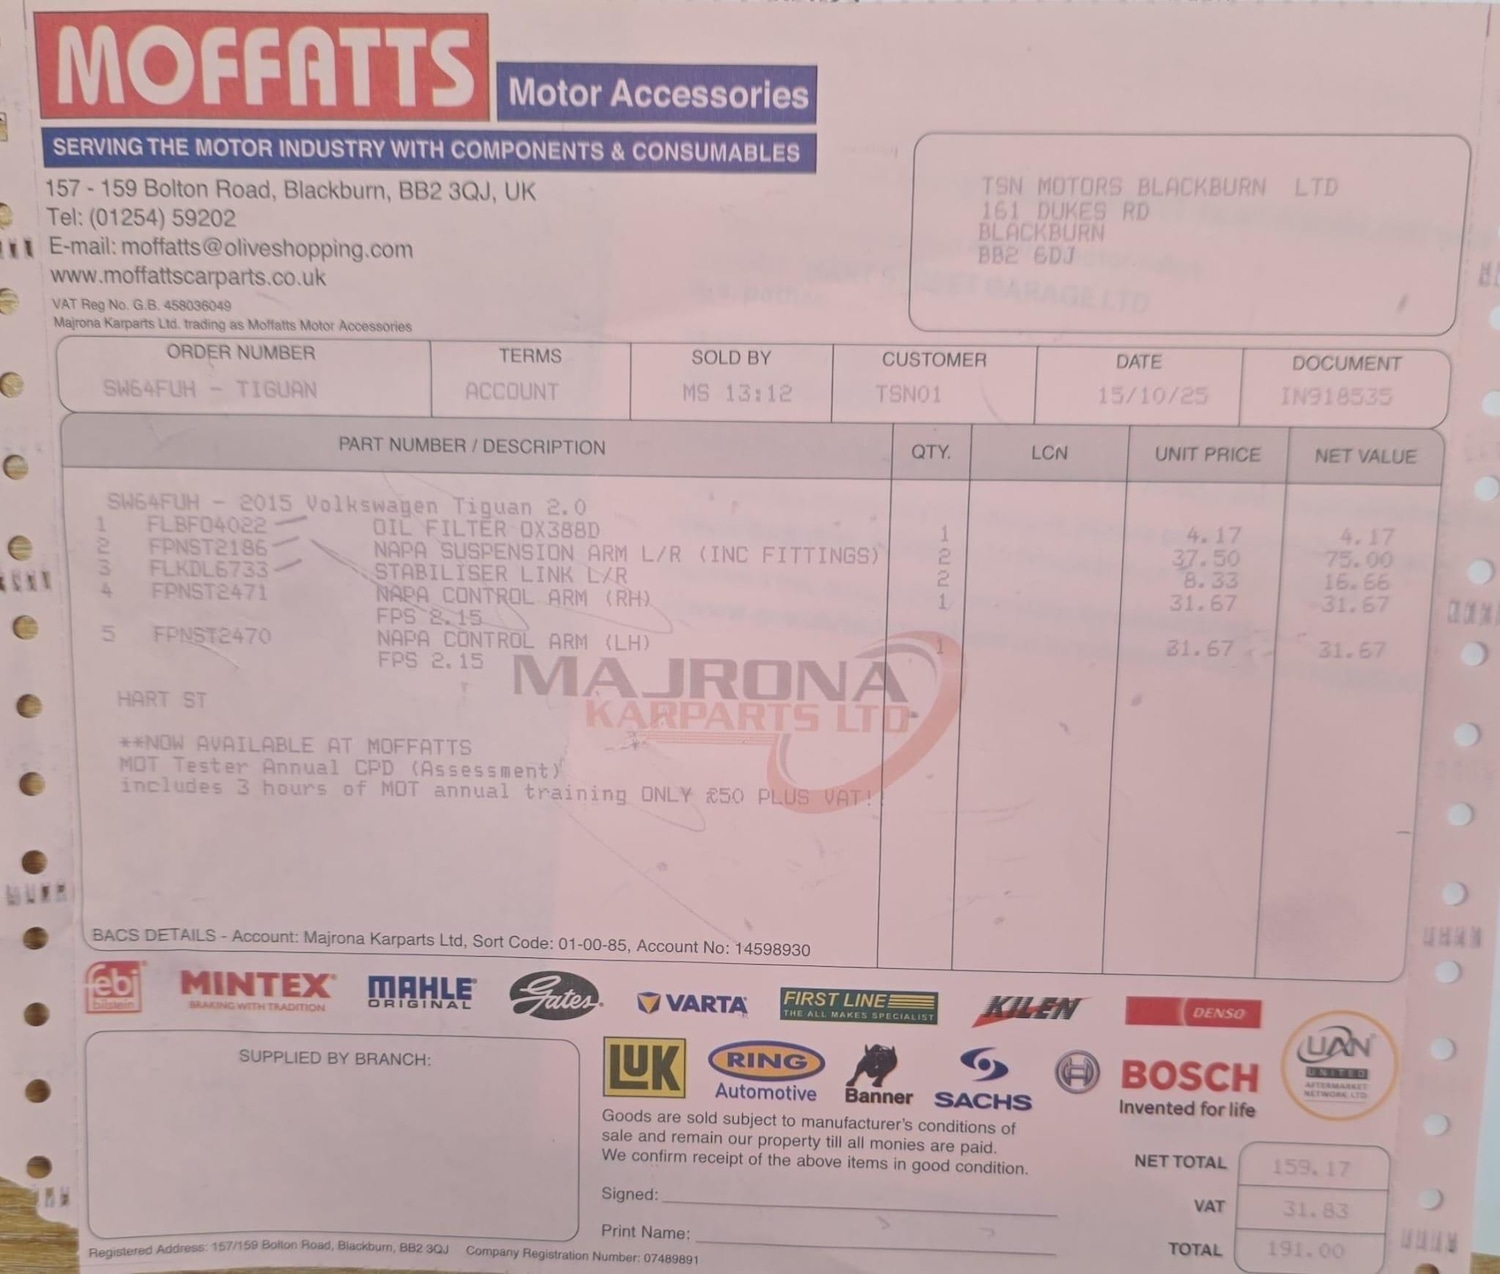 MOFFATTS
Motor Accessories
SERVING THE MOTOR INDUSTRY WITH COMPONENTS & CONSUMABLES
157 - 159 Bolton Road, Blackburn, BB2 3QJ, UK
Tel: (01254) 59202
E-mail: moffatts@oliveshopping.com
www.moffattscarparts.co.uk
VAT Reg No. G.B. 458036049
Majrona Karparts Ltd. trading as Moffatts Motor Accessories
TSN MOTORS BLACKBURN LTD
161 DUKES RD
BLACKBURN
BB2 6DJ
ORDER NUMBER TERMS SOLD BY CUSTOMER DATE DOCUMENT
SW64FUH - TIGUAN ACCOUNT MS 13:12 TSN01 15/10/25 IN918535
PART NUMBER / DESCRIPTION QTY. LCN UNIT PRICE NET VALUE
SW64FUH - 2015 Volkswagen Tiguan 2.0
1 FLBFO4022 OIL FILTER OX388D 1 4.17 4.17
2 FPNST2186 NAPA SUSPENSION ARM L/R (INC FITTINGS) 2 37.50 75.00
3 FLKDL6733 STABILISER LINK L/R 2 8.33 16.66
4 FPNST2471 NAPA CONTROL ARM (RH) 1 31.67 31.67
FPS 2.15
5 FPNST2470 NAPA CONTROL ARM (LH) 1 31.67 31.67
FPS 2.15
MAJRONA
KARPARTS LTD
HART ST
**NOW AVAILABLE AT MOFFATTS
MOT Tester Annual CPD (Assessment)
includes 3 hours of MOT annual training ONLY £50 PLUS VAT!
BACS DETAILS - Account: Majrona Karparts Ltd, Sort Code: 01-00-85, Account No: 14598930
febi bilstein
MINTEX
BRAKING WITH TRADITION
MAHLE
ORIGINAL
Gates
VARTA
FIRST LINE
THE ALL MAKES SPECIALIST
KILEN
DENSO
SUPPLIED BY BRANCH:
LUK
RING
Automotive
Banner
SACHS
BOSCH
Invented for life
UAN
UNITED
AFTERMARKET
NETWORK LTD
Goods are sold subject to manufacturer's conditions of
sale and remain our property till all monies are paid.
We confirm receipt of the above items in good condition.
Signed:
Print Name:
NET TOTAL 159.17
VAT 31.83
TOTAL 191.00
Registered Address: 157/159 Bolton Road, Blackburn, BB2 3QJ Company Registration Number: 07489891